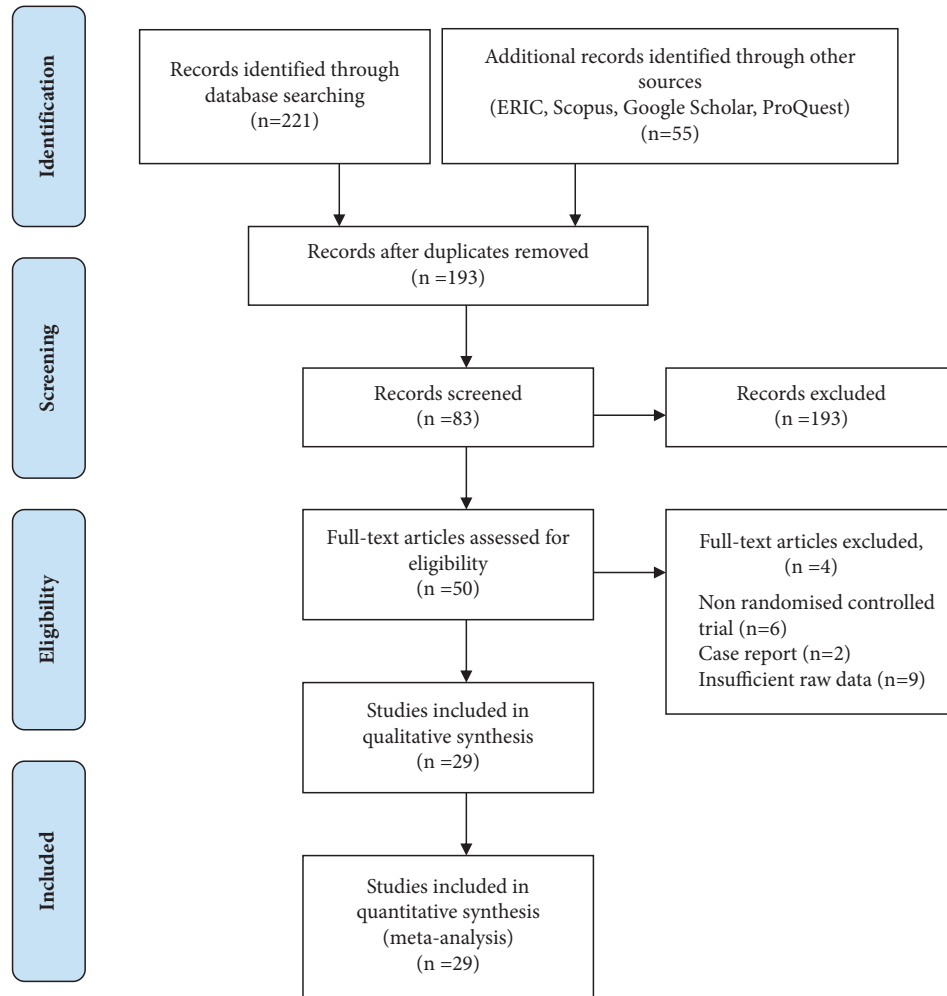 Identification
Records identified through
database searching
(n=221)
Additional records identified through other
sources
(ERIC, Scopus, Google Scholar, ProQuest)
(n=55)
Records after duplicates removed
(n =193)
Screening
Records screened
(n =83)
Records excluded
(n =193)
Eligibility
Full-text articles assessed for
eligibility
(n =50)
Full-text articles excluded,
(n =4)
Non randomised controlled
trial (n=6)
Case report (n=2)
Insufficient raw data (n=9)
Studies included in
qualitative synthesis
(n =29)
Included
Studies included in
quantitative synthesis
(meta-analysis)
(n =29)